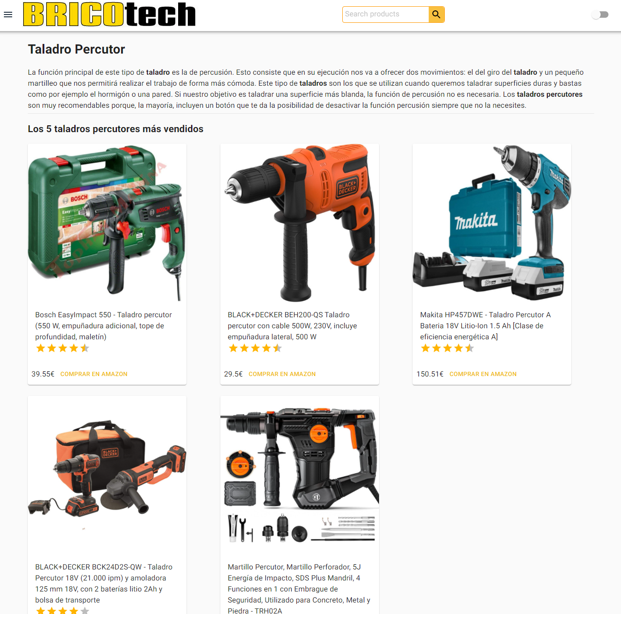 BRICOtech
Search products
Taladro Percutor
La función principal de este tipo de taladro es la de percusión. Esto consiste que en su ejecución nos va a ofrecer dos movimientos: el del giro del taladro y un pequeño
martilleo que nos permitirá realizar el trabajo de forma más cómoda. Este tipo de taladros son los que se utilizan cuando queremos taladrar superficies duras y bastas
como por ejemplo el hormigón o una pared. Si nuestro objetivo es taladrar una superficie más blanda, la función de percusión no es necesaria. Los taladros percutores
son muy recomendables porque, la mayoría, incluyen un botón que te da la posibilidad de desactivar la función percusión siempre que no la necesites.
Los 5 taladros percutores más vendidos
BOSCH
BLACK+
DECKER
makita
Bosch EasyImpact 550 - Taladro percutor
(550 W, empuñadura adicional, tope de
profundidad, maletín)
BLACK+DECKER BEH200-QS Taladro
percutor con cable 500W, 230V, incluye
empuñadura lateral, 500 W
Makita HP457DWE - Taladro Percutor A
Bateria 18V Litio-Ion 1.5 Ah [Clase de
eficiencia energética A]
39.55€ COMPRAR EN AMAZON
29.5€ COMPRAR EN AMAZON
150.51€ COMPRAR EN AMAZON
BLACK+DECKER BCK24D2S-QW - Taladro
Percutor 18V (21.000 ipm) y amoladora
125 mm 18V, con 2 baterías litio 2Ah y
bolsa de transporte
Martillo Percutor, Martillo Perforador, 5J
Energía de Impacto, SDS Plus Mandril, 4
Funciones en 1 con Embrague de
Seguridad, Utilizado para Concreto, Metal y
Piedra - TRH02A